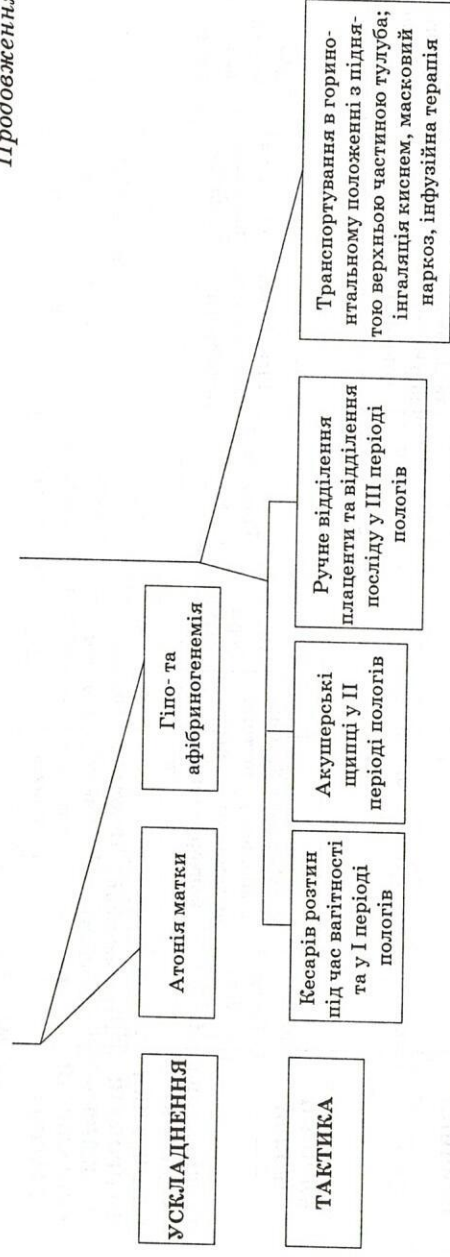 Продовження
УСКЛАДНЕННЯ
Атонія матки
Гіпо- та
афібриногенемія
ТАКТИКА
Кесарів розтин
під час вагітності
та у І періоді
пологів
Акушерські
щипці у ІІ
періоді пологів
Ручне відділення
плаценти та відділення
посліду у ІІІ періоді
пологів
Транспортування в горино-
нтальному положенні з підня-
тою верхньою частиною тулуба;
інгаляція киснем, масковий
наркоз, інфузійна терапія